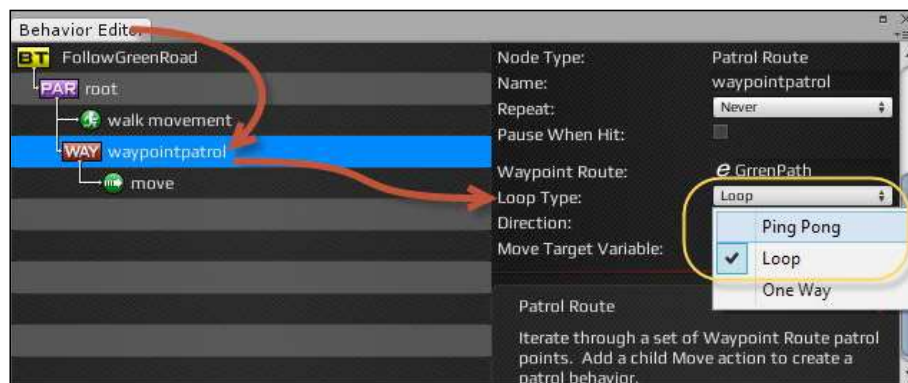 Behavior Editor
BT FollowGreenRoad
PAR root
walk movement
WAY waypointpatrol
move
Node Type: Patrol Route
Name: waypointpatrol
Repeat: Never
Pause When Hit:
Waypoint Route: e GrrenPath
Loop Type: Loop
Direction:
Move Target Variable:
Ping Pong
Loop
One Way
Patrol Route
Iterate through a set of Waypoint Route patrol
points. Add a child Move action to create a
patrol behavior.